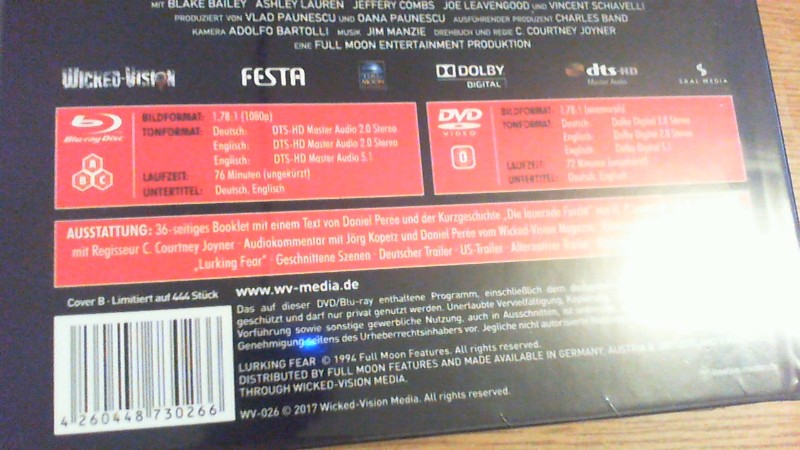 MIT BLAKE BAILEY ASHLEY LAUREN JEFFERY COMBS JOE LEAVENGOOD UND VINCENT SCHIAVELLI
PRODUZIERT VON VLAD PAUNESCU UND OANA PAUNESCU AUSFÜHRENDER PRODUZENT CHARLES BAND
KAMERA ADOLFO BARTOLLI MUSIK JIM MANZIE DREHBUCH UND REGIE C. COURTNEY JOYNER
EINE FULL MOON ENTERTAINMENT PRODUKTION
WICKED-VISION FESTA FULL MOON DOLBY DIGITAL dts-HD Master Audio SAAL MEDIA
Blu-ray Disc
A B C
BILDFORMAT: 1,78:1 (1080p)
TONFORMAT: Deutsch: DTS-HD Master Audio 2.0 Stereo
Englisch: DTS-HD Master Audio 2.0 Stereo
Englisch: DTS-HD Master Audio 5.1
LAUFZEIT: 76 Minuten (ungekürzt)
UNTERTITEL: Deutsch, Englisch
DVD VIDEO
0
BILDFORMAT: 1,78:1 (anamorph)
TONFORMAT: Deutsch: Dolby Digital 2.0 Stereo
Englisch: Dolby Digital 2.0 Stereo
Englisch: Dolby Digital 5.1
LAUFZEIT: 72 Minuten (ungekürzt)
UNTERTITEL: Deutsch, Englisch
AUSSTATTUNG: 36-seitiges Booklet mit einem Text von Daniel Perée und der Kurzgeschichte „Die lauernde Furcht"
mit Regisseur C. Courtney Joyner · Audiokommentar mit Jörg Kopetz und Daniel Perée vom Wicked-Vision Magazin
„Lurking Fear" · Geschnittene Szenen · Deutscher Trailer · US-Trailer · Alternativer Trailer
Cover B · Limitiert auf 444 Stück
www.wv-media.de
Das auf dieser DVD/Blu-ray enthaltene Programm, einschließlich dem
geschützt und darf nur privat genutzt werden. Unerlaubte Vervielfältigung,
Vorführung sowie sonstige gewerbliche Nutzung, auch in Ausschnitten, ist
Genehmigung seitens des Urheberrechtsinhabers vor. Jegliche nicht autorisierte
LURKING FEAR © 1994 Full Moon Features. All rights reserved.
DISTRIBUTED BY FULL MOON FEATURES AND MADE AVAILABLE IN GERMANY, AUSTRIA
THROUGH WICKED-VISION MEDIA.
WV-026 © 2017 Wicked-Vision Media. All rights reserved.
4 260448 730266